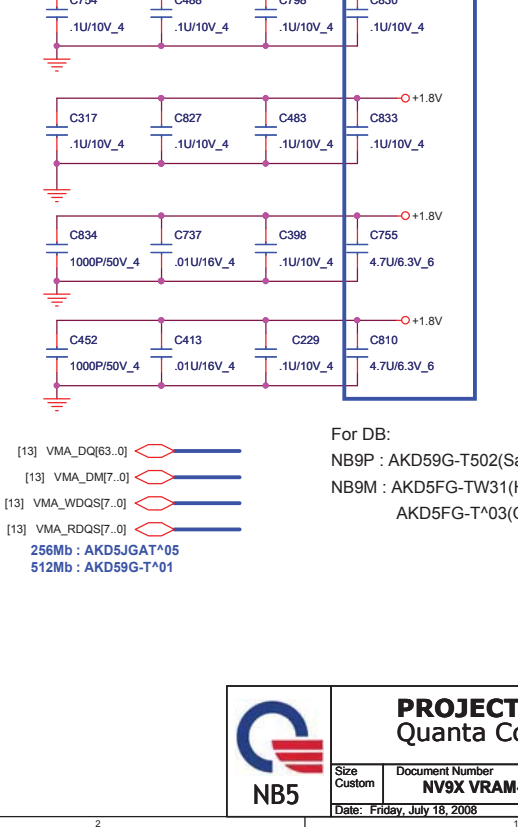 C754 C488 C798 C830
.1U/10V_4 .1U/10V_4 .1U/10V_4 .1U/10V_4
+1.8V
C317 C827 C483 C833
.1U/10V_4 .1U/10V_4 .1U/10V_4 .1U/10V_4
+1.8V
C834 C737 C398 C755
1000P/50V_4 .01U/16V_4 .1U/10V_4 4.7U/6.3V_6
+1.8V
C452 C413 C229 C810
1000P/50V_4 .01U/16V_4 .1U/10V_4 4.7U/6.3V_6
For DB:
[13] VMA_DQ[63..0]
NB9P : AKD59G-T502(Sa
[13] VMA_DM[7..0]
NB9M : AKD5FG-TW31(H
[13] VMA_WDQS[7..0]
AKD5FG-T^03(
[13] VMA_RDQS[7..0]
256Mb : AKD5JGAT^05
512Mb : AKD59G-T^01
PROJECT
Quanta Co
NB5
Size
Custom
Document Number
NV9X VRAM-
Date: Friday, July 18, 2008
2 1